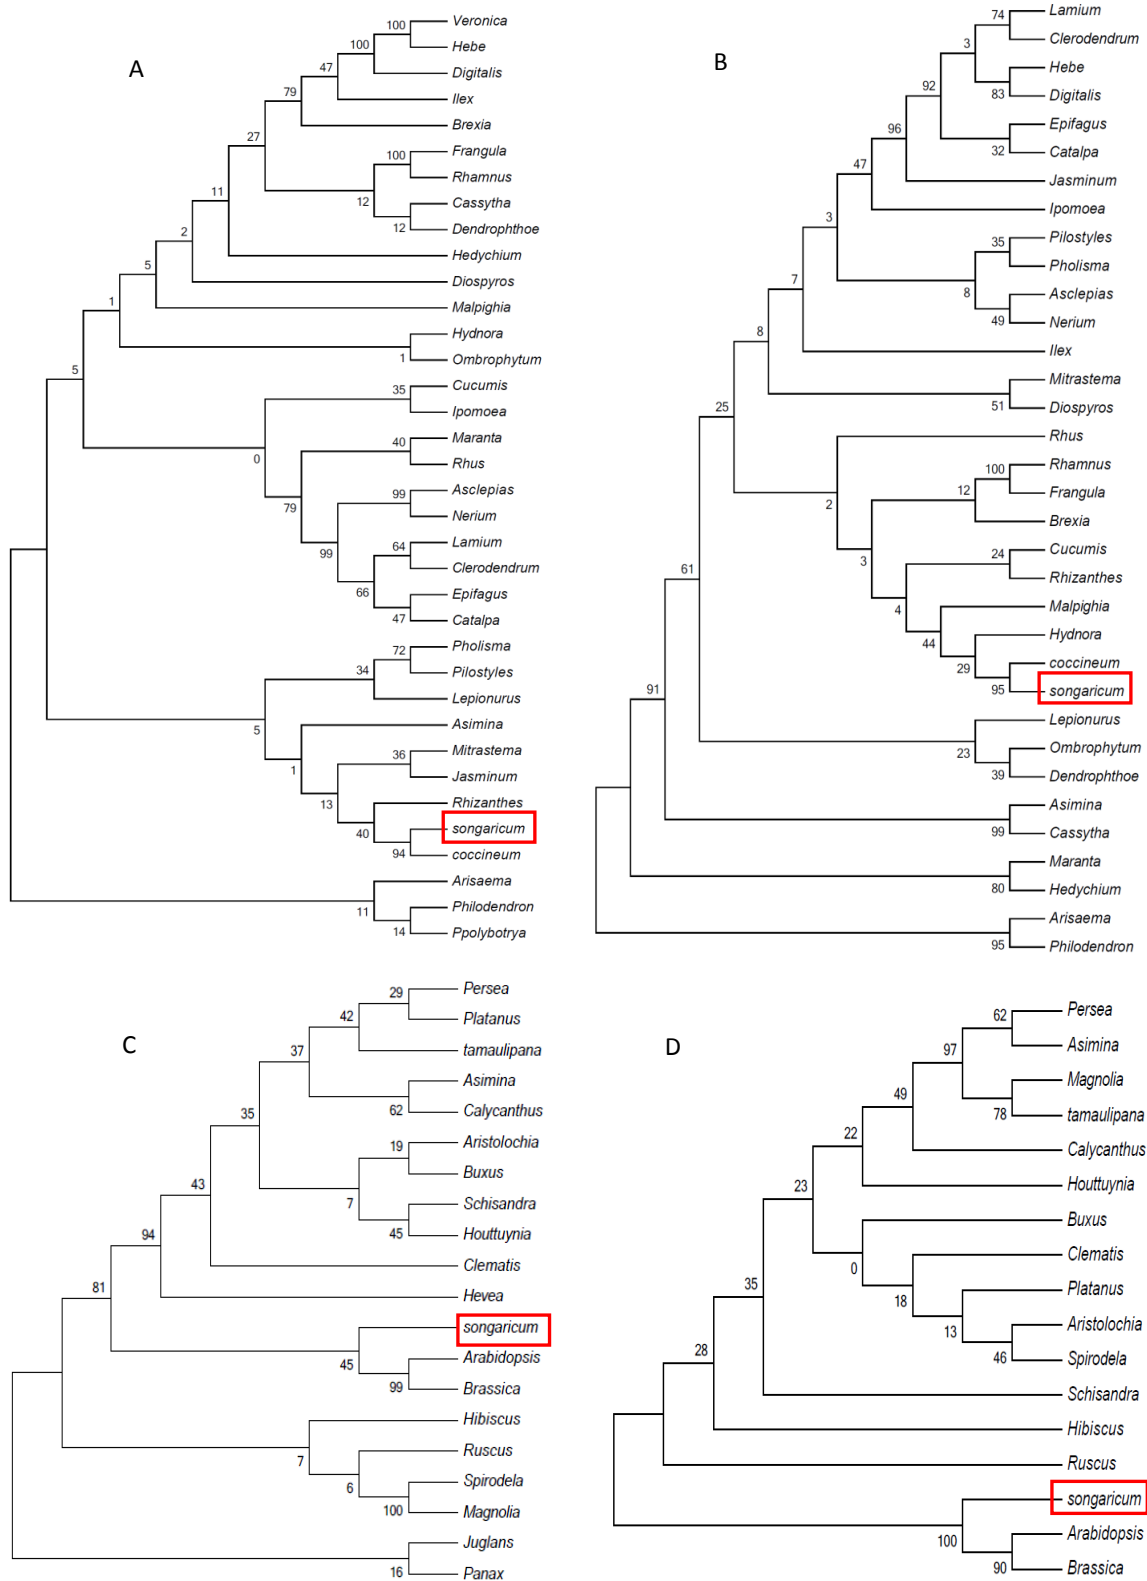 A
100 Veronica
100 Hebe
47 Digitalis
79 Ilex
27 Brexia
100 Frangula
11 Rhamnus
12 Cassytha
2 12 Dendrophthoe
Hedychium
5 Diospyros
1 Malpighia
Hydnora
5 1 Ombrophytum
35 Cucumis
Ipomoea
0 40 Maranta
Rhus
79 99 Asclepias
Nerium
99 64 Lamium
Clerodendrum
66 Epifagus
47 Catalpa
72 Pholisma
34 Pilostyles
Lepionurus
5 Asimina
1 36 Mitrastema
Jasminum
13 Rhizanthes
40 songaricum
94 coccineum
Arisaema
11 Philodendron
14 Ppolybotrya
B
74 Lamium
3 Clerodendrum
92 Hebe
83 Digitalis
96 Epifagus
47 32 Catalpa
Jasminum
3 Ipomoea
35 Pilostyles
7 Pholisma
8 Asclepias
49 Nerium
8 Ilex
Mitrastema
25 51 Diospyros
Rhus
100 Rhamnus
12 Frangula
2 Brexia
3 24 Cucumis
61 Rhizanthes
4 Malpighia
44 Hydnora
29 coccineum
91 95 songaricum
Lepionurus
23 Ombrophytum
39 Dendrophthoe
Asimina
99 Cassytha
Maranta
80 Hedychium
Arisaema
95 Philodendron
C
29 Persea
42 Platanus
37 tamaulipana
Asimina
35 62 Calycanthus
19 Aristolochia
43 Buxus
7 Schisandra
94 45 Houttuynia
Clematis
81 Hevea
songaricum
45 Arabidopsis
99 Brassica
Hibiscus
7 Ruscus
6 Spirodela
100 Magnolia
Juglans
16 Panax
D
62 Persea
97 Asimina
49 Magnolia
78 tamaulipana
22 Calycanthus
23 Houttuynia
Buxus
0 Clematis
35 18 Platanus
13 Aristolochia
28 46 Spirodela
Schisandra
Hibiscus
Ruscus
songaricum
100 Arabidopsis
90 Brassica